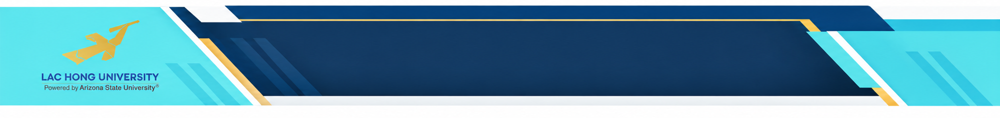 LAC HONG UNIVERSITY
Powered by Arizona State University®